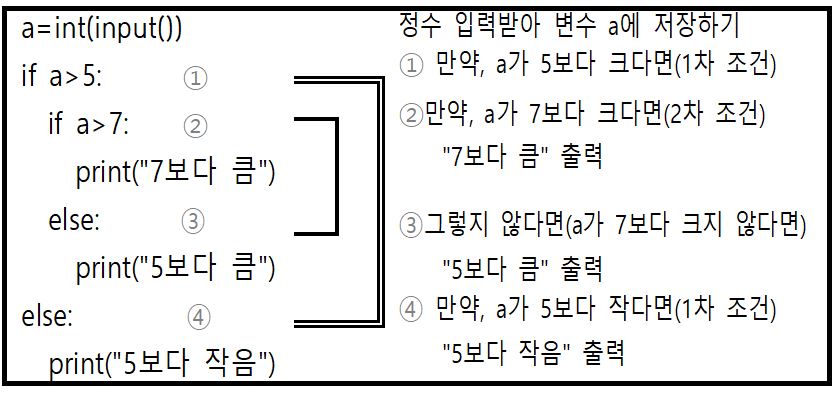 a=int(input())
if a>5: ①
if a>7: ②
print("7보다 큼")
else: ③
print("5보다 큼")
else: ④
print("5보다 작음")
정수 입력받아 변수 a에 저장하기
① 만약, a가 5보다 크다면(1차 조건)
②만약, a가 7보다 크다면(2차 조건)
"7보다 큼" 출력
③그렇지 않다면(a가 7보다 크지 않다면)
"5보다 큼" 출력
④ 만약, a가 5보다 작다면(1차 조건)
"5보다 작음" 출력